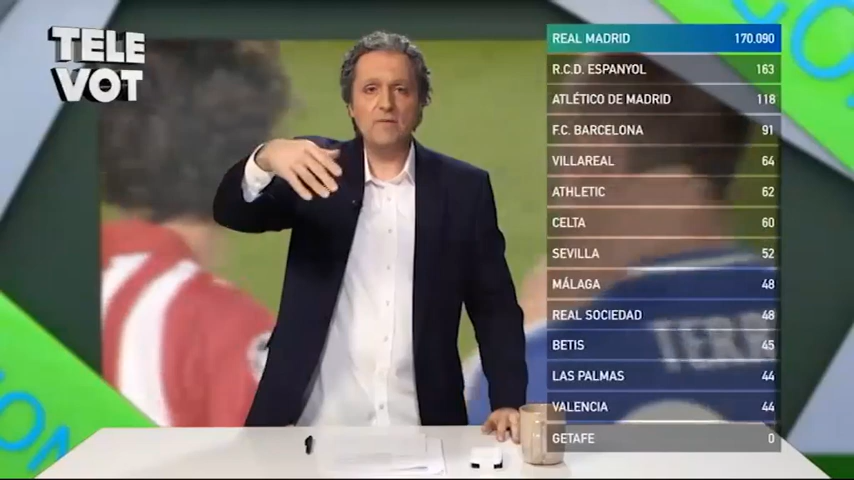 TELE
VOT
REAL MADRID 170.090
R.C.D. ESPANYOL 163
ATLÉTICO DE MADRID 118
F.C. BARCELONA 91
VILLAREAL 64
ATHLETIC 62
CELTA 60
SEVILLA 52
MÁLAGA 48
REAL SOCIEDAD 48
BETIS 45
LAS PALMAS 44
VALENCIA 44
GETAFE 0
TERR